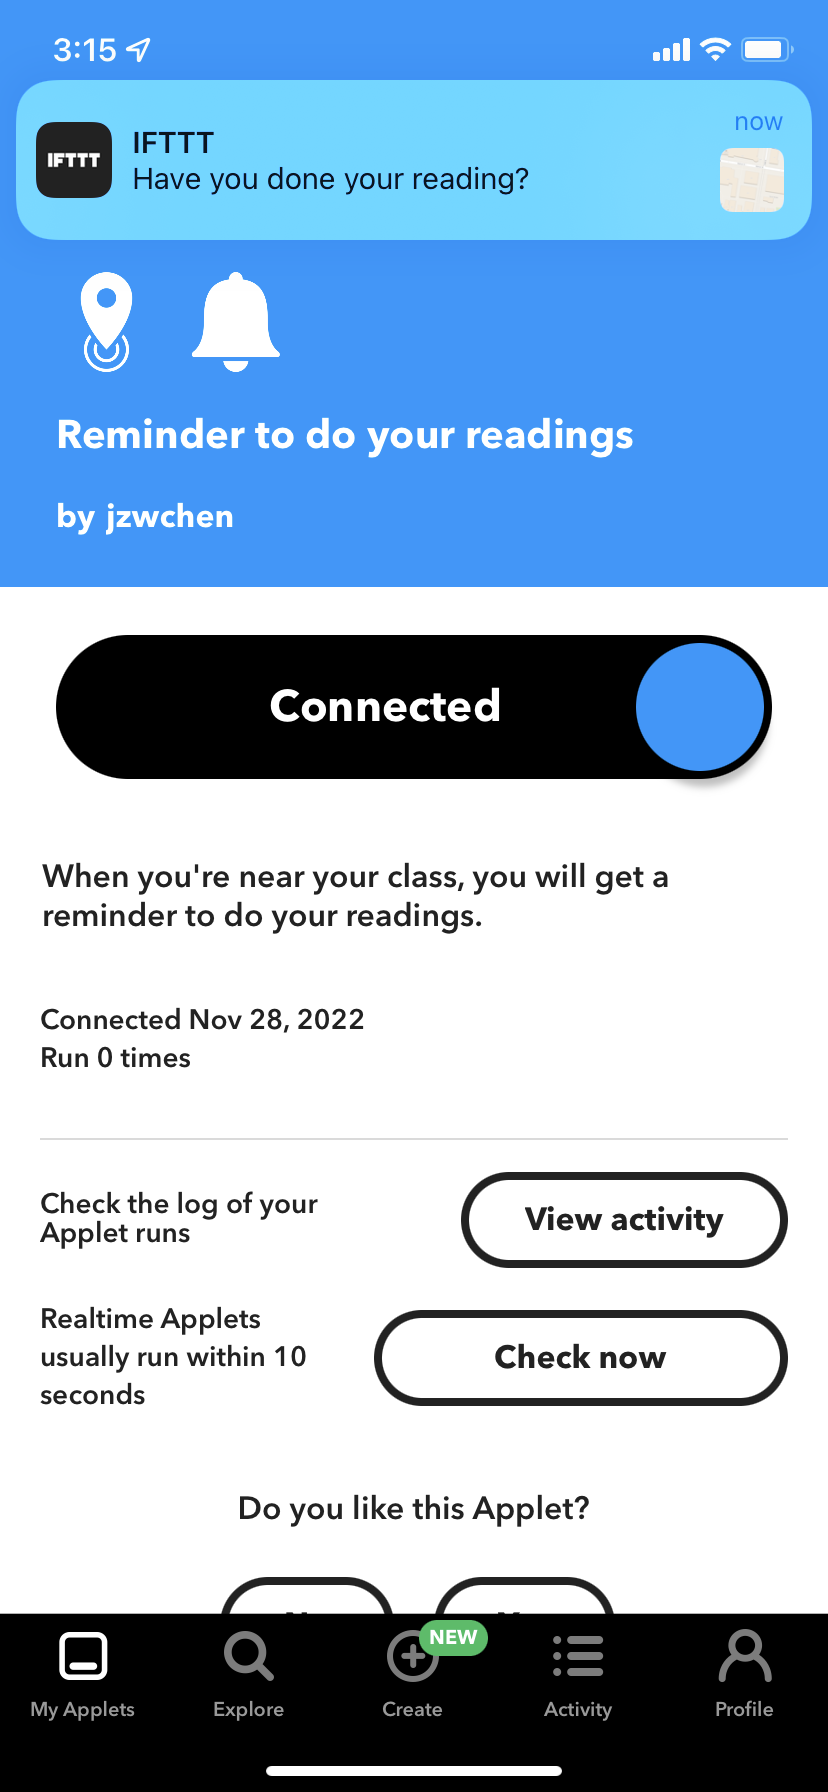 3:15
now
IFTTT
IFTTT
Have you done your reading?
Reminder to do your readings
by jzwchen
Connected
When you're near your class, you will get a
reminder to do your readings.
Connected Nov 28, 2022
Run 0 times
Check the log of your
Applet runs
View activity
Realtime Applets
usually run within 10
seconds
Check now
Do you like this Applet?
NEW
My Applets
Explore
Create
Activity
Profile